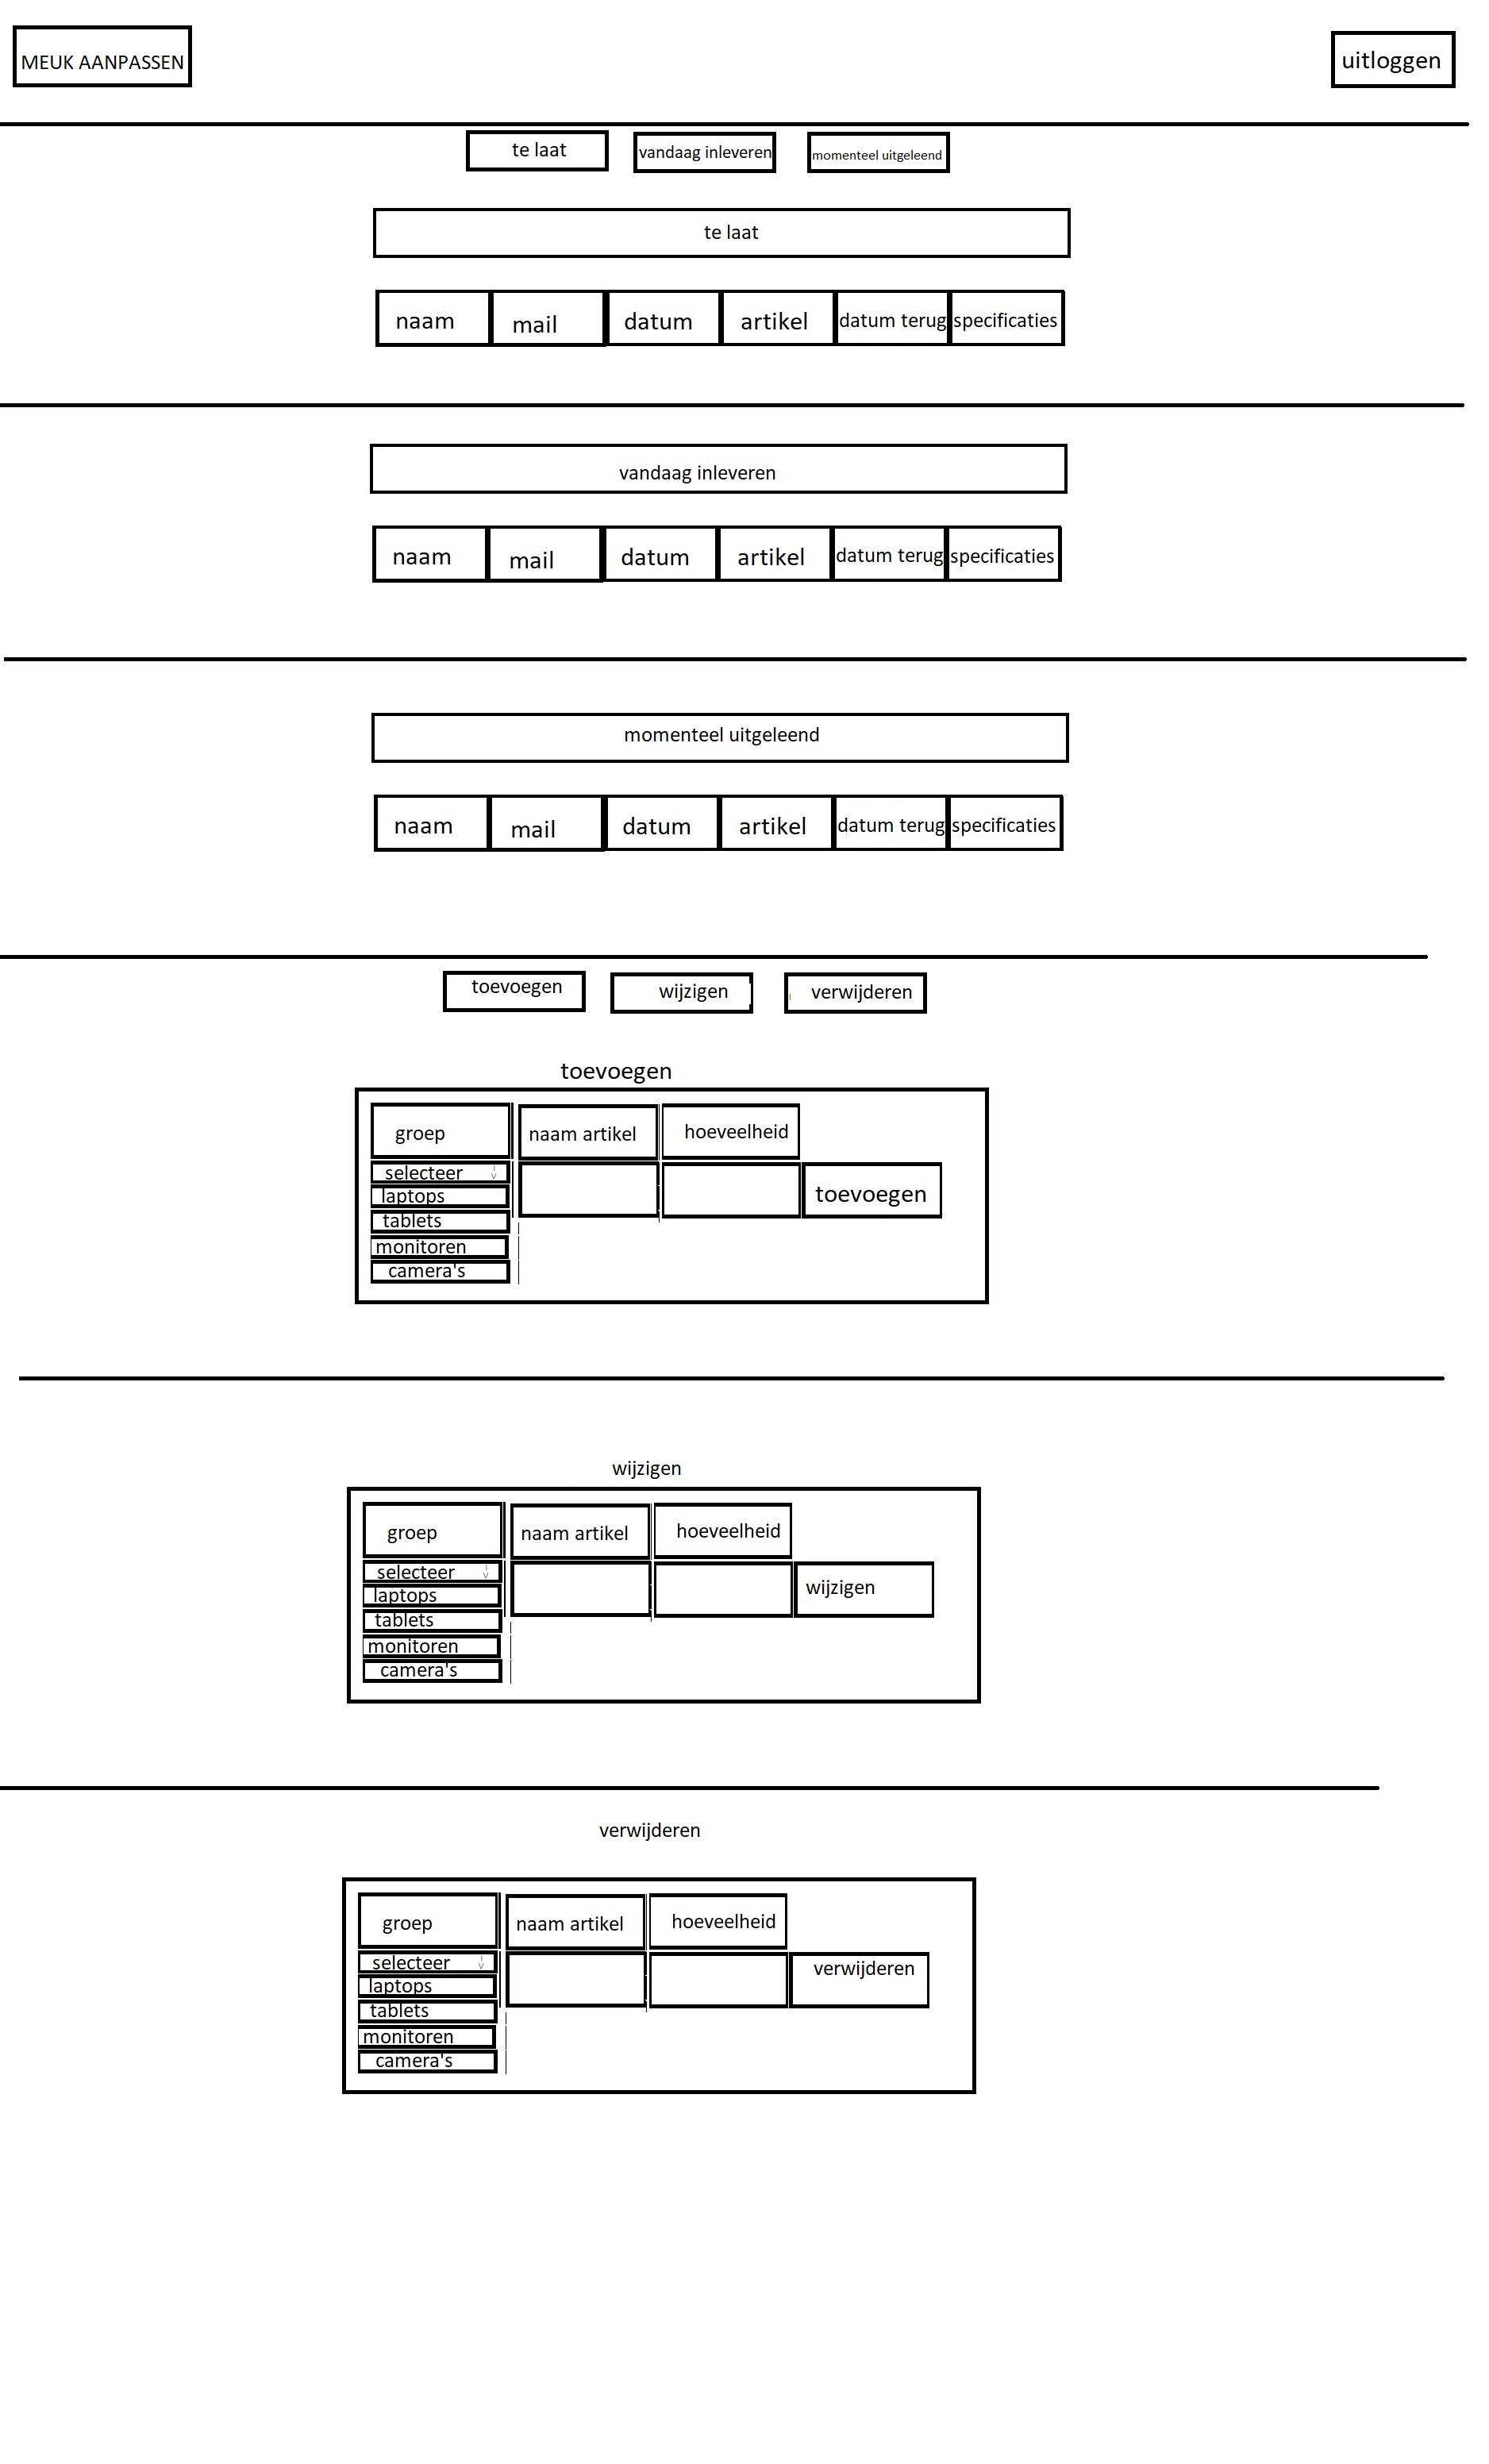 MEUK AANPASSEN
uitloggen
te laat
vandaag inleveren
momenteel uitgeleend
te laat
naam
mail
datum
artikel
datum terug
specificaties
vandaag inleveren
naam
mail
datum
artikel
datum terug
specificaties
momenteel uitgeleend
naam
mail
datum
artikel
datum terug
specificaties
toevoegen
wijzigen
verwijderen
toevoegen
groep
naam artikel
hoeveelheid
selecteer
toevoegen
laptops
tablets
monitoren
camera's
wijzigen
groep
naam artikel
hoeveelheid
selecteer
wijzigen
laptops
tablets
monitoren
camera's
verwijderen
groep
naam artikel
hoeveelheid
selecteer
verwijderen
laptops
tablets
monitoren
camera's